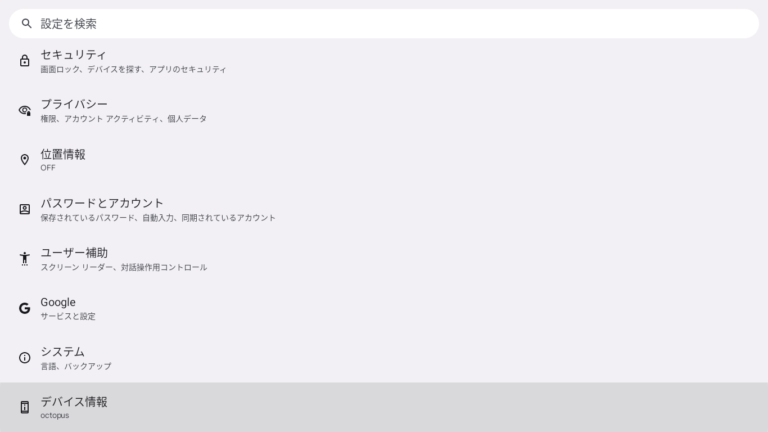 設定を検索
セキュリティ
画面ロック、デバイスを探す、アプリのセキュリティ
プライバシー
権限、アカウント アクティビティ、個人データ
位置情報
OFF
パスワードとアカウント
保存されているパスワード、自動入力、同期されているアカウント
ユーザー補助
スクリーン リーダー、対話操作用コントロール
Google
サービスと設定
システム
言語、バックアップ
デバイス情報
octopus